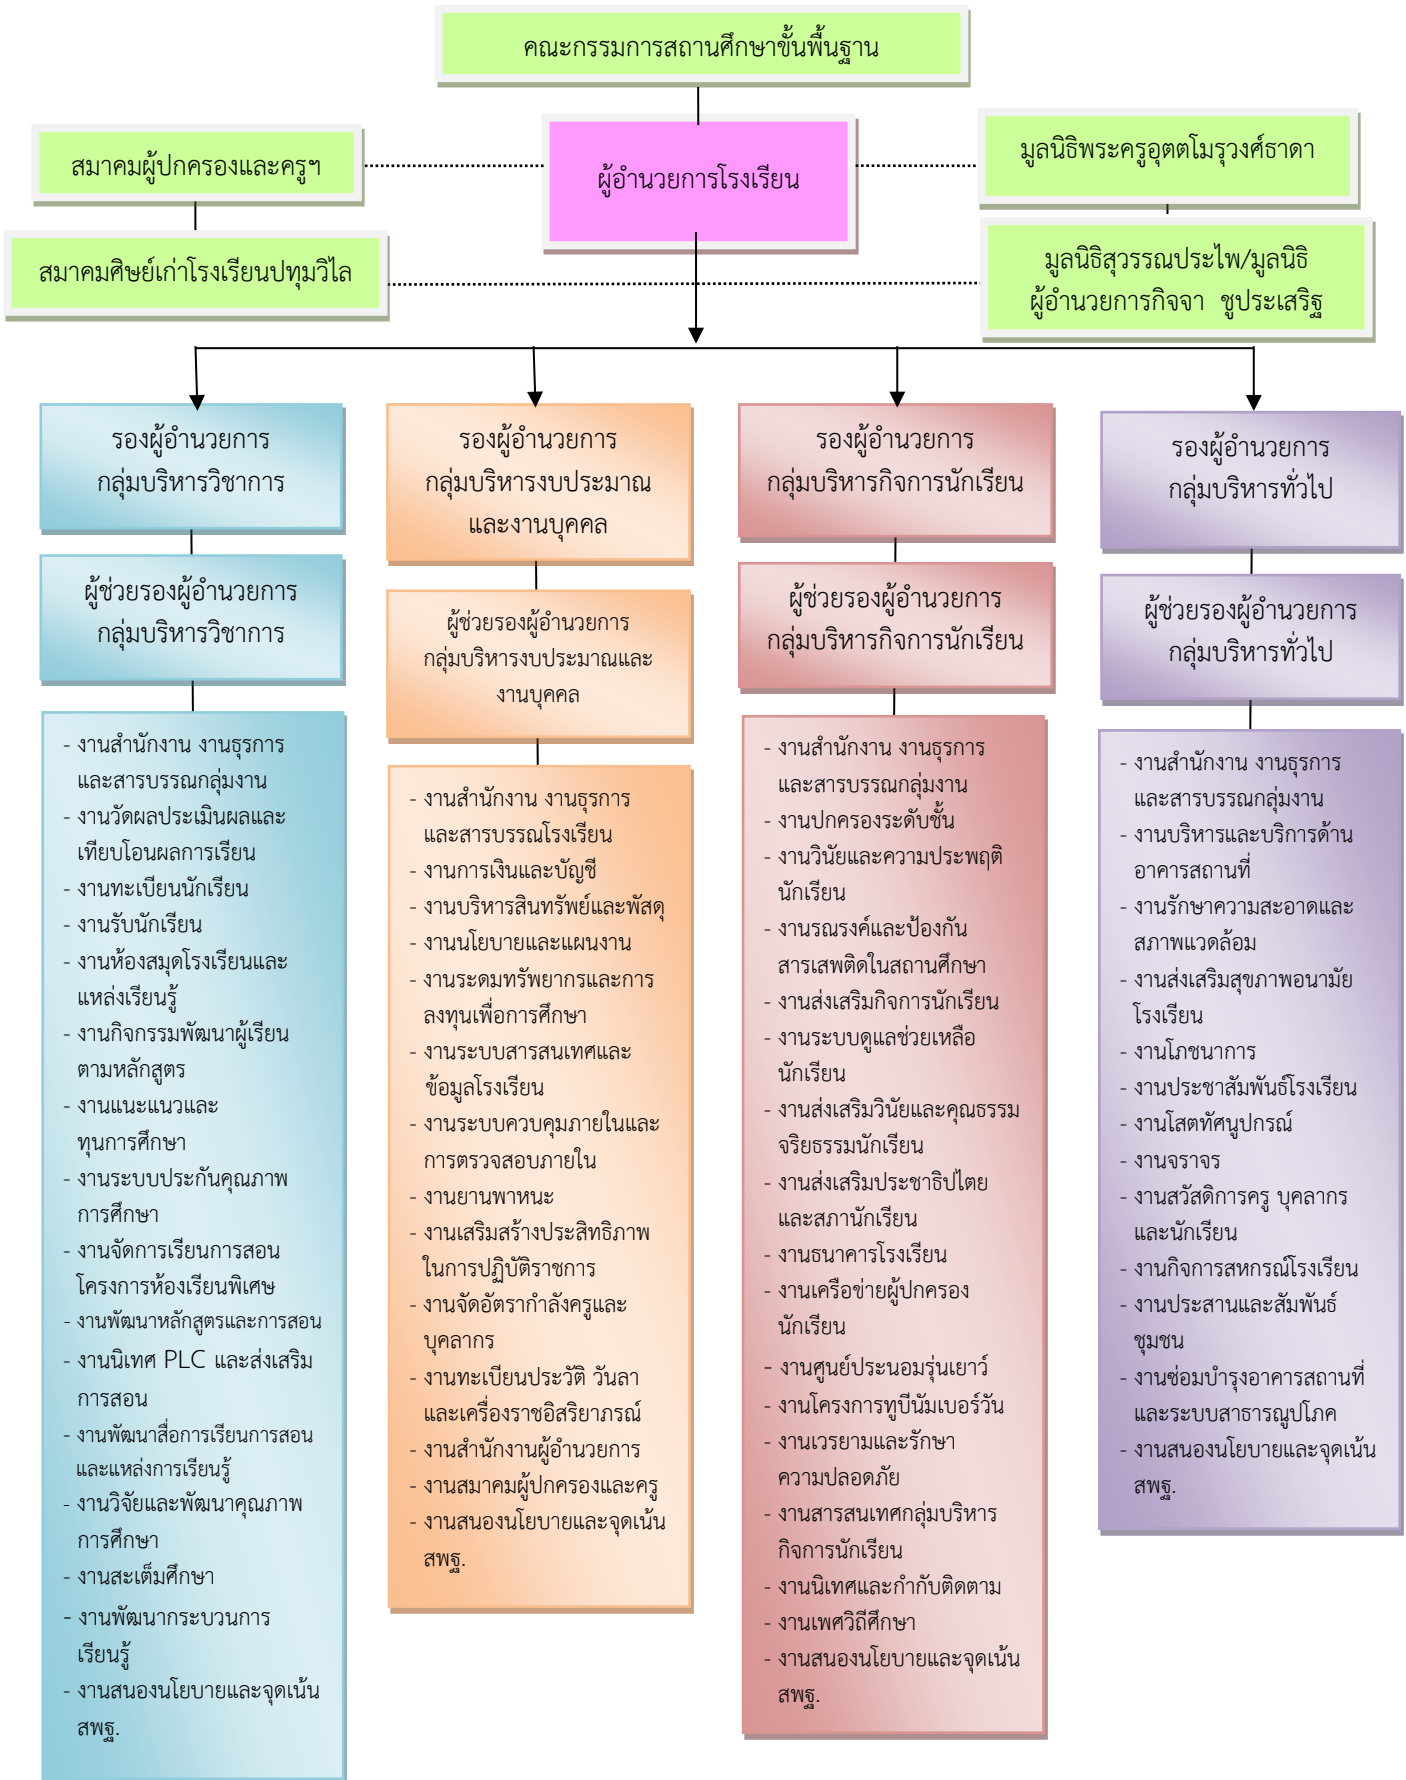 คณะกรรมการสถานศึกษาขั้นพื้นฐาน
สมาคมผู้ปกครองและครูฯ
ผู้อำนวยการโรงเรียน
มูลนิธิพระครูอุตตโมรุวงศ์ธาดา
สมาคมศิษย์เก่าโรงเรียนปทุมวิไล
มูลนิธิสุวรรณประไพ/มูลนิธิ
ผู้อำนวยการกิจจา ชูประเสริฐ
รองผู้อำนวยการ
กลุ่มบริหารวิชาการ
ผู้ช่วยรองผู้อำนวยการ
กลุ่มบริหารวิชาการ
- งานสำนักงาน งานธุรการ
และสารบรรณกลุ่มงาน
- งานวัดผลประเมินผลและ
เทียบโอนผลการเรียน
- งานทะเบียนนักเรียน
- งานรับนักเรียน
- งานห้องสมุดโรงเรียนและ
แหล่งเรียนรู้
- งานกิจกรรมพัฒนาผู้เรียน
ตามหลักสูตร
- งานแนะแนวและ
ทุนการศึกษา
- งานระบบประกันคุณภาพ
การศึกษา
- งานจัดการเรียนการสอน
โครงการห้องเรียนพิเศษ
- งานพัฒนาหลักสูตรและการสอน
- งานนิเทศ PLC และส่งเสริม
การสอน
- งานพัฒนาสื่อการเรียนการสอน
และแหล่งการเรียนรู้
- งานวิจัยและพัฒนาคุณภาพ
การศึกษา
- งานสะเต็มศึกษา
- งานพัฒนากระบวนการ
เรียนรู้
- งานสนองนโยบายและจุดเน้น
สพฐ.
รองผู้อำนวยการ
กลุ่มบริหารงบประมาณ
และงานบุคคล
ผู้ช่วยรองผู้อำนวยการ
กลุ่มบริหารงบประมาณและ
งานบุคคล
- งานสำนักงาน งานธุรการ
และสารบรรณโรงเรียน
- งานการเงินและบัญชี
- งานบริหารสินทรัพย์และพัสดุ
- งานนโยบายและแผนงาน
- งานระดมทรัพยากรและการ
ลงทุนเพื่อการศึกษา
- งานระบบสารสนเทศและ
ข้อมูลโรงเรียน
- งานระบบควบคุมภายในและ
การตรวจสอบภายใน
- งานยานพาหนะ
- งานเสริมสร้างประสิทธิภาพ
ในการปฏิบัติราชการ
- งานจัดอัตรากำลังครูและ
บุคลากร
- งานทะเบียนประวัติ วันลา
และเครื่องราชอิสริยาภรณ์
- งานสำนักงานผู้อำนวยการ
- งานสมาคมผู้ปกครองและครู
- งานสนองนโยบายและจุดเน้น
สพฐ.
รองผู้อำนวยการ
กลุ่มบริหารกิจการนักเรียน
ผู้ช่วยรองผู้อำนวยการ
กลุ่มบริหารกิจการนักเรียน
- งานสำนักงาน งานธุรการ
และสารบรรณกลุ่มงาน
- งานปกครองระดับชั้น
- งานวินัยและความประพฤติ
นักเรียน
- งานรณรงค์และป้องกัน
สารเสพติดในสถานศึกษา
- งานส่งเสริมกิจการนักเรียน
- งานระบบดูแลช่วยเหลือ
นักเรียน
- งานส่งเสริมวินัยและคุณธรรม
จริยธรรมนักเรียน
- งานส่งเสริมประชาธิปไตย
และสภานักเรียน
- งานธนาคารโรงเรียน
- งานเครือข่ายผู้ปกครอง
นักเรียน
- งานศูนย์ประนอมรุ่นเยาว์
- งานโครงการทูบีนัมเบอร์วัน
- งานเวรยามและรักษา
ความปลอดภัย
- งานสารสนเทศกลุ่มบริหาร
กิจการนักเรียน
- งานนิเทศและกำกับติดตาม
- งานเพศวิถีศึกษา
- งานสนองนโยบายและจุดเน้น
สพฐ.
รองผู้อำนวยการ
กลุ่มบริหารทั่วไป
ผู้ช่วยรองผู้อำนวยการ
กลุ่มบริหารทั่วไป
- งานสำนักงาน งานธุรการ
และสารบรรณกลุ่มงาน
- งานบริหารและบริการด้าน
อาคารสถานที่
- งานรักษาความสะอาดและ
สภาพแวดล้อม
- งานส่งเสริมสุขภาพอนามัย
โรงเรียน
- งานโภชนาการ
- งานประชาสัมพันธ์โรงเรียน
- งานโสตทัศนูปกรณ์
- งานจราจร
- งานสวัสดิการครู บุคลากร
และนักเรียน
- งานกิจการสหกรณ์โรงเรียน
- งานประสานและสัมพันธ์
ชุมชน
- งานซ่อมบำรุงอาคารสถานที่
และระบบสาธารณูปโภค
- งานสนองนโยบายและจุดเน้น
สพฐ.